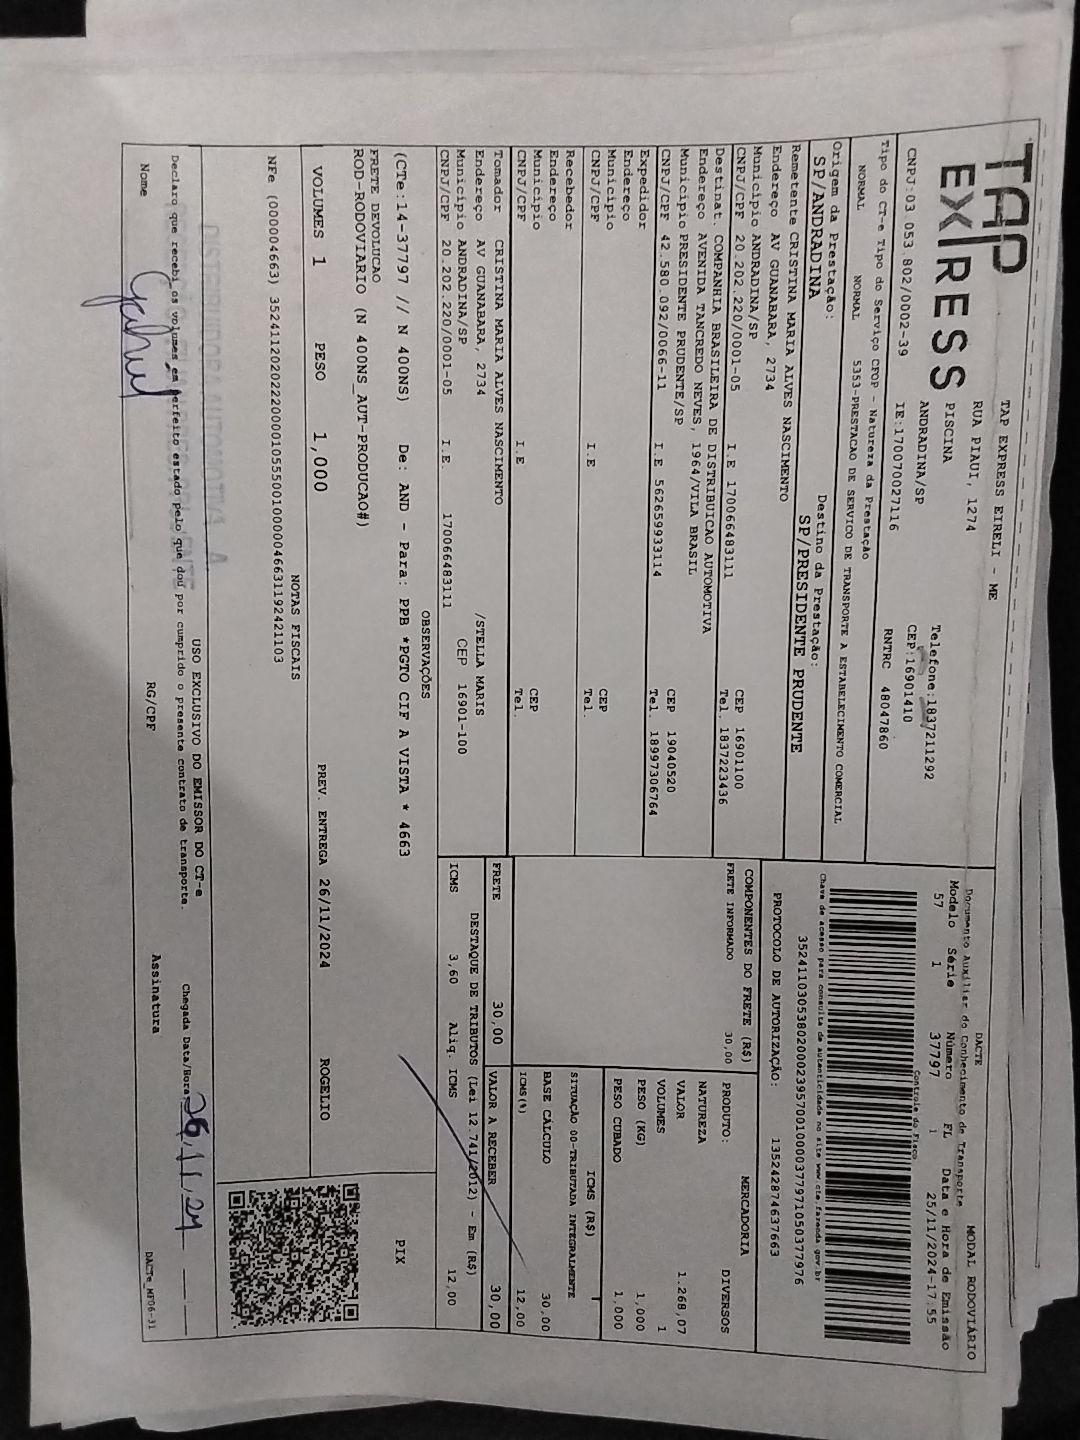 TAP
EXPRESS
TAP EXPRESS EIRELI - ME
RUA PIAUI, 1274
PISCINA
ANDRADINA/SP
Telefone:1837211292
CEP:16901410
CNPJ:03.053.802/0002-39
IE:170070027116
RNTRC 48047860
Tipo do CT-e Tipo do Serviço CFOP - Natureza da Prestação
NORMAL NORMAL 5353-PRESTACAO DE SERVICO DE TRANSPORTE A ESTABELECIMENTO COMERCIAL
Origem da Prestação: Destino da Prestação:
SP/ANDRADINA SP/PRESIDENTE PRUDENTE
Remetente CRISTINA MARIA ALVES NASCIMENTO
Endereço AV GUANABARA, 2734
Município ANDRADINA/SP CEP 16901100
CNPJ/CPF 20.202.220/0001-05 I.E 170066483111 Tel. 1837223436
Destinat. COMPANHIA BRASILEIRA DE DISTRIBUICAO AUTOMOTIVA
Endereço AVENIDA TANCREDO NEVES, 1964/VILA BRASIL
Município PRESIDENTE PRUDENTE/SP CEP 19040520
CNPJ/CPF 42.580.092/0066-11 I.E 562659933114 Tel. 18997306764
Expedidor
Endereço
Município CEP
CNPJ/CPF I.E Tel.
Recebedor
Endereço
Município CEP
CNPJ/CPF I.E Tel.
Tomador CRISTINA MARIA ALVES NASCIMENTO
Endereço AV GUANABARA, 2734 /STELLA MARIS
Município ANDRADINA/SP CEP 16901-100
CNPJ/CPF 20.202.220/0001-05 I.E. 170066483111
DACTE
Documento Auxiliar do Conhecimento de Transporte
MODAL RODOVIÁRIO
Modelo Série Número FL Data e Hora de Emissão
57 1 37797 1 25/11/2024-17:55
Controle do Fisco
Chave de acesso para consulta de autenticidade no site www.cte.fazenda.gov.br
35241103053802000239570010000377971050377976
PROTOCOLO DE AUTORIZAÇÃO: 135242874637663
COMPONENTES DO FRETE (R$)
FRETE INFORMADO 30,00
PRODUTO: MERCADORIA
NATUREZA DIVERSOS
VALOR 1.268,07
VOLUMES 1
PESO (KG) 1,000
PESO CUBADO 1,000
ICMS (R$)
SITUAÇÃO 00-TRIBUTADA INTEGRALMENTE
BASE CÁLCULO 30,00
ICMS(%) 12,00
FRETE 30,00 VALOR A RECEBER 30,00
DESTAQUE DE TRIBUTOS (Lei 12.741/2012) - Em (R$)
ICMS 3,60 Aliq. ICMS 12,00
OBSERVAÇÕES
(CTe:14-37797 // N 400NS) De: AND - Para: PPB *PGTO CIF A VISTA * 4663
FRETE DEVOLUCAO
ROD-RODOVIARIO (N 400NS_AUT-PRODUCAO#)
PIX
VOLUMES 1 PESO 1,000 PREV. ENTREGA 26/11/2024 ROGELIO
NOTAS FISCAIS
NFe (000004663) 35241120202220000105550010000046631192421103
USO EXCLUSIVO DO EMISSOR DO CT-e
Declaro que recebi os volumes em perfeito estado pelo que dou por cumprido o presente contrato de transporte.
Chegada Data/Hora 26/11/24
Nome RG/CPF Assinatura
DACTe_MF06-31